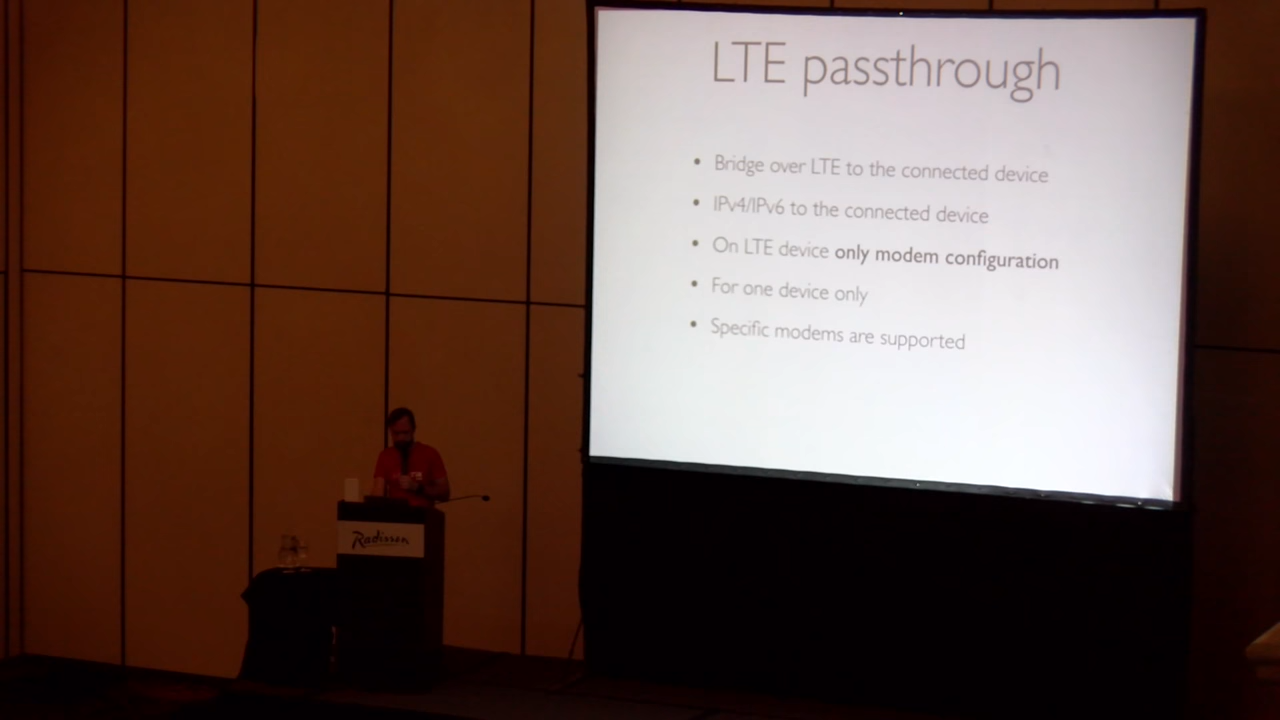 LTE passthrough
• Bridge over LTE to the connected device
• IPv4/IPv6 to the connected device
• On LTE device only modem configuration
• For one device only
• Specific modems are supported
Radisson